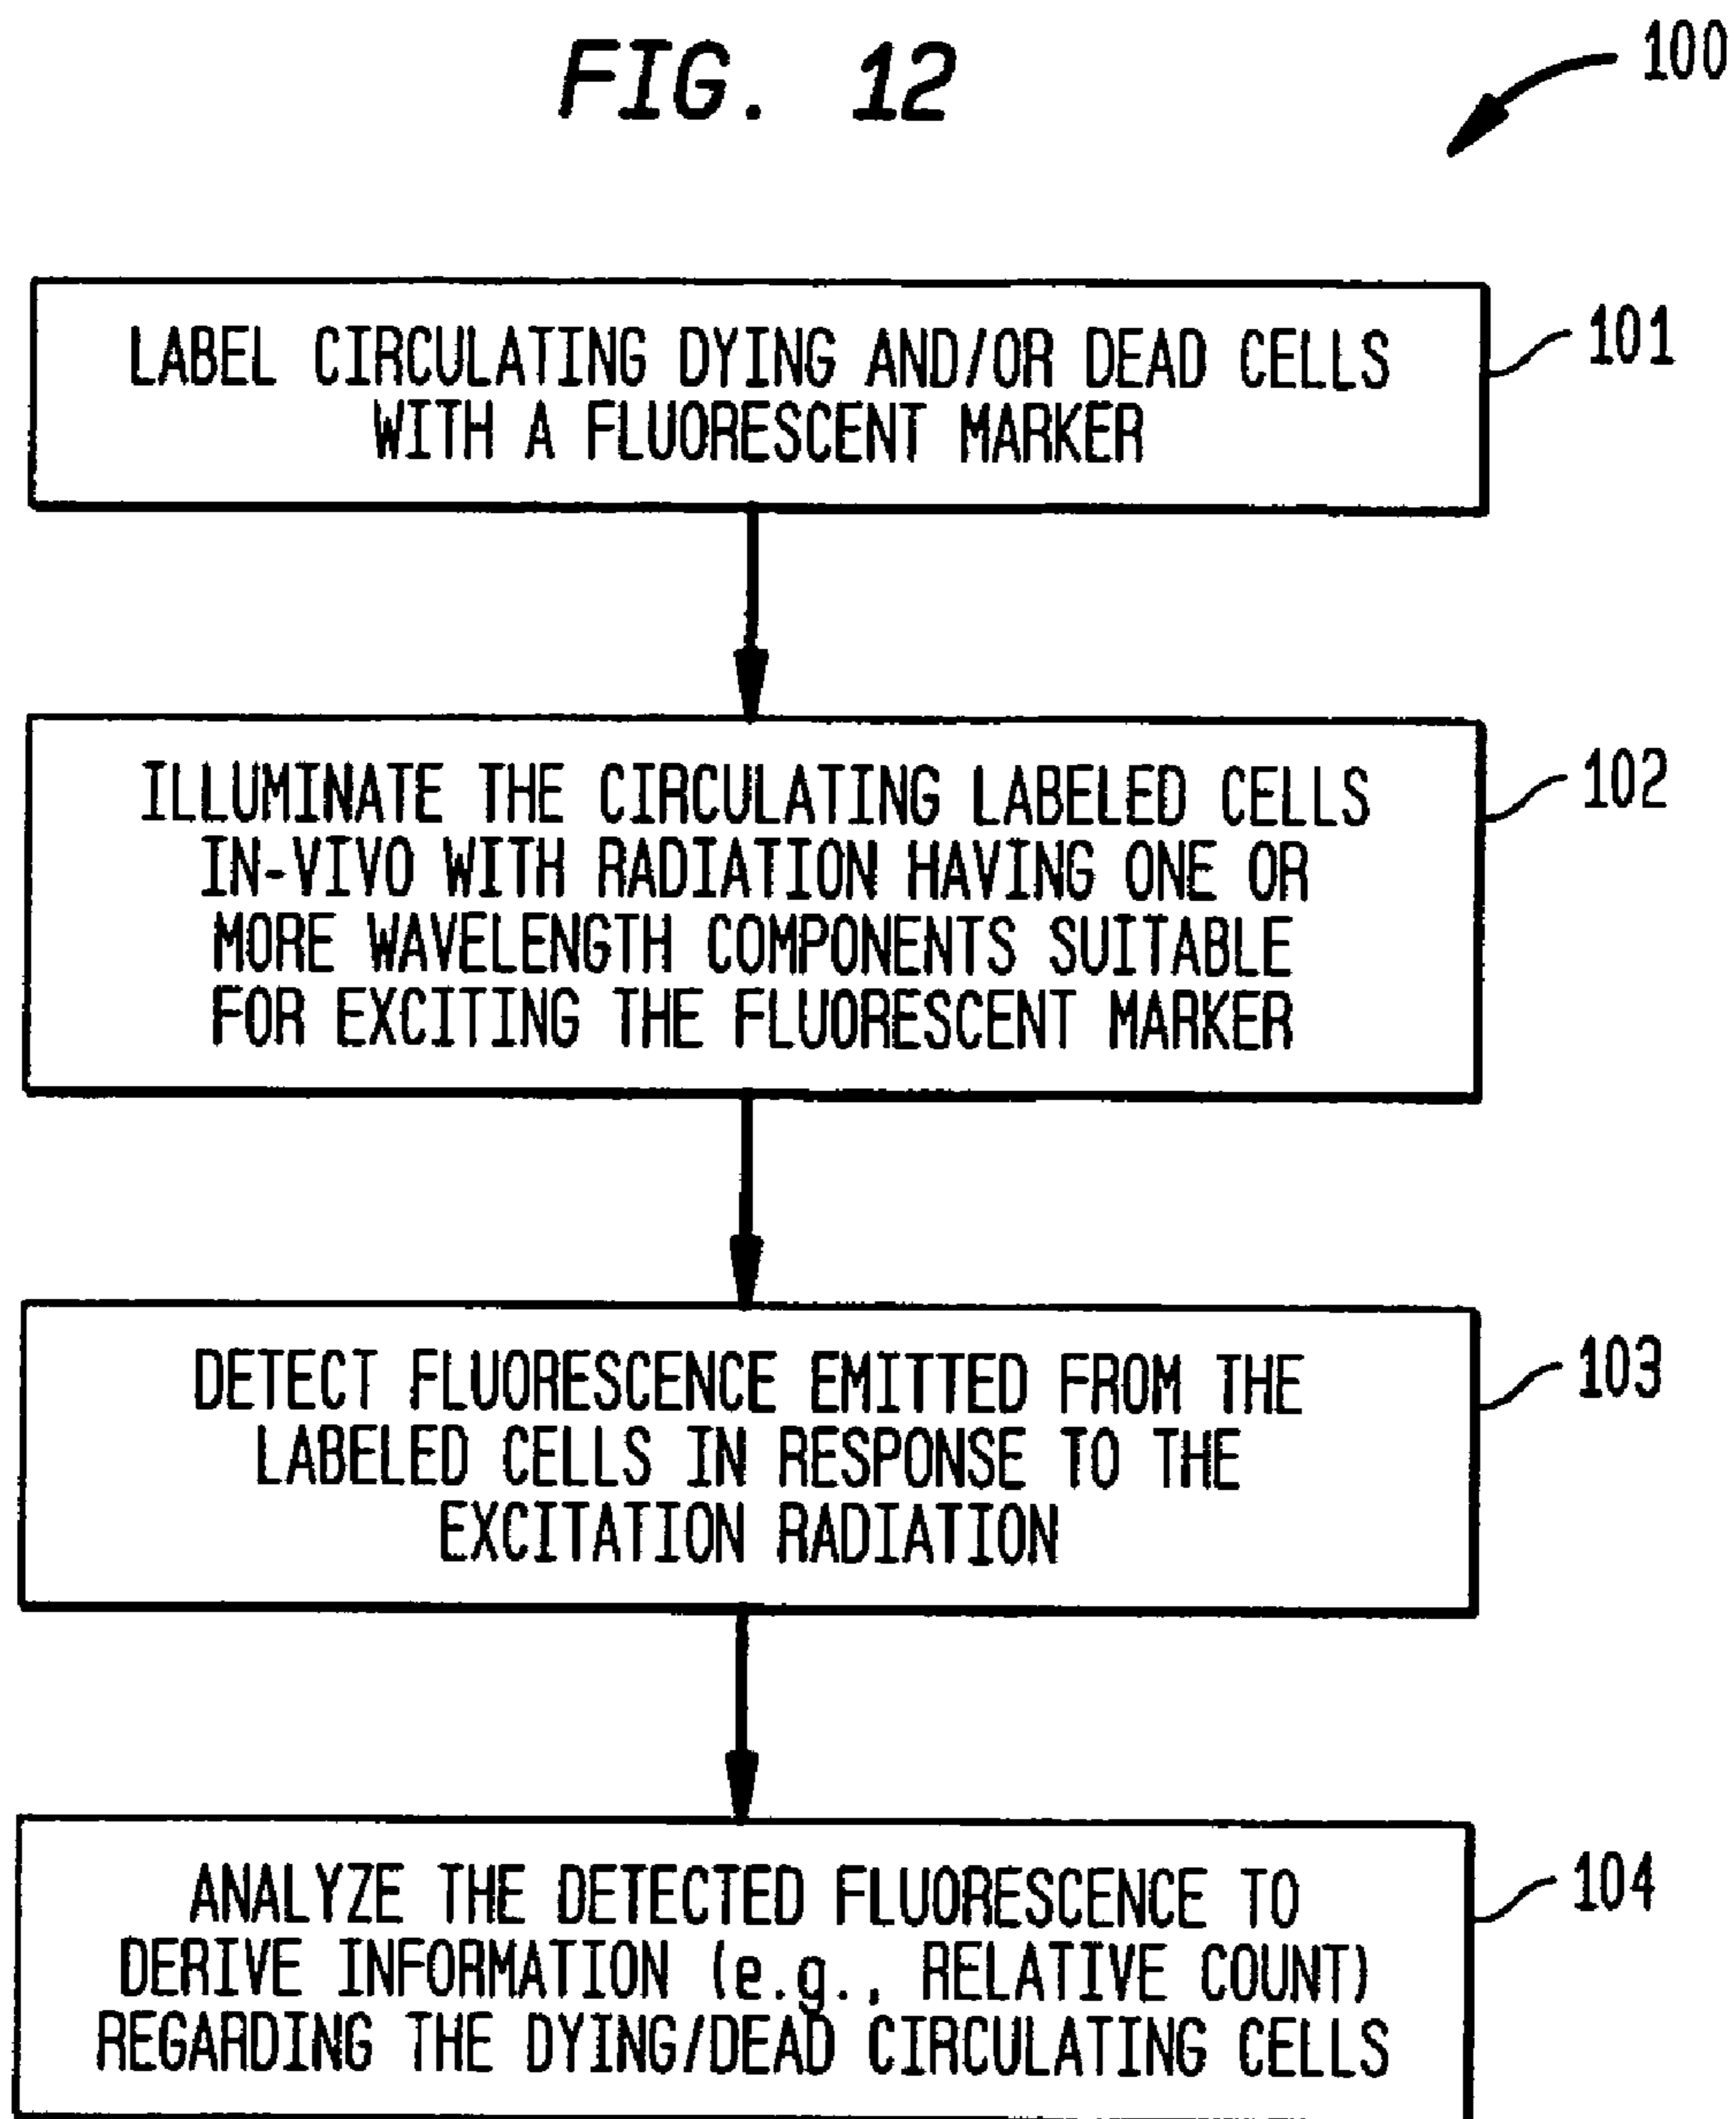 FIG. 12
100
LABEL CIRCULATING DYING AND/OR DEAD CELLS
WITH A FLUORESCENT MARKER
101
ILLUMINATE THE CIRCULATING LABELED CELLS
IN-VIVO WITH RADIATION HAVING ONE OR
MORE WAVELENGTH COMPONENTS SUITABLE
FOR EXCITING THE FLUORESCENT MARKER
102
DETECT FLUORESCENCE EMITTED FROM THE
LABELED CELLS IN RESPONSE TO THE
EXCITATION RADIATION
103
ANALYZE THE DETECTED FLUORESCENCE TO
DERIVE INFORMATION (e.g., RELATIVE COUNT)
REGARDING THE DYING/DEAD CIRCULATING CELLS
104